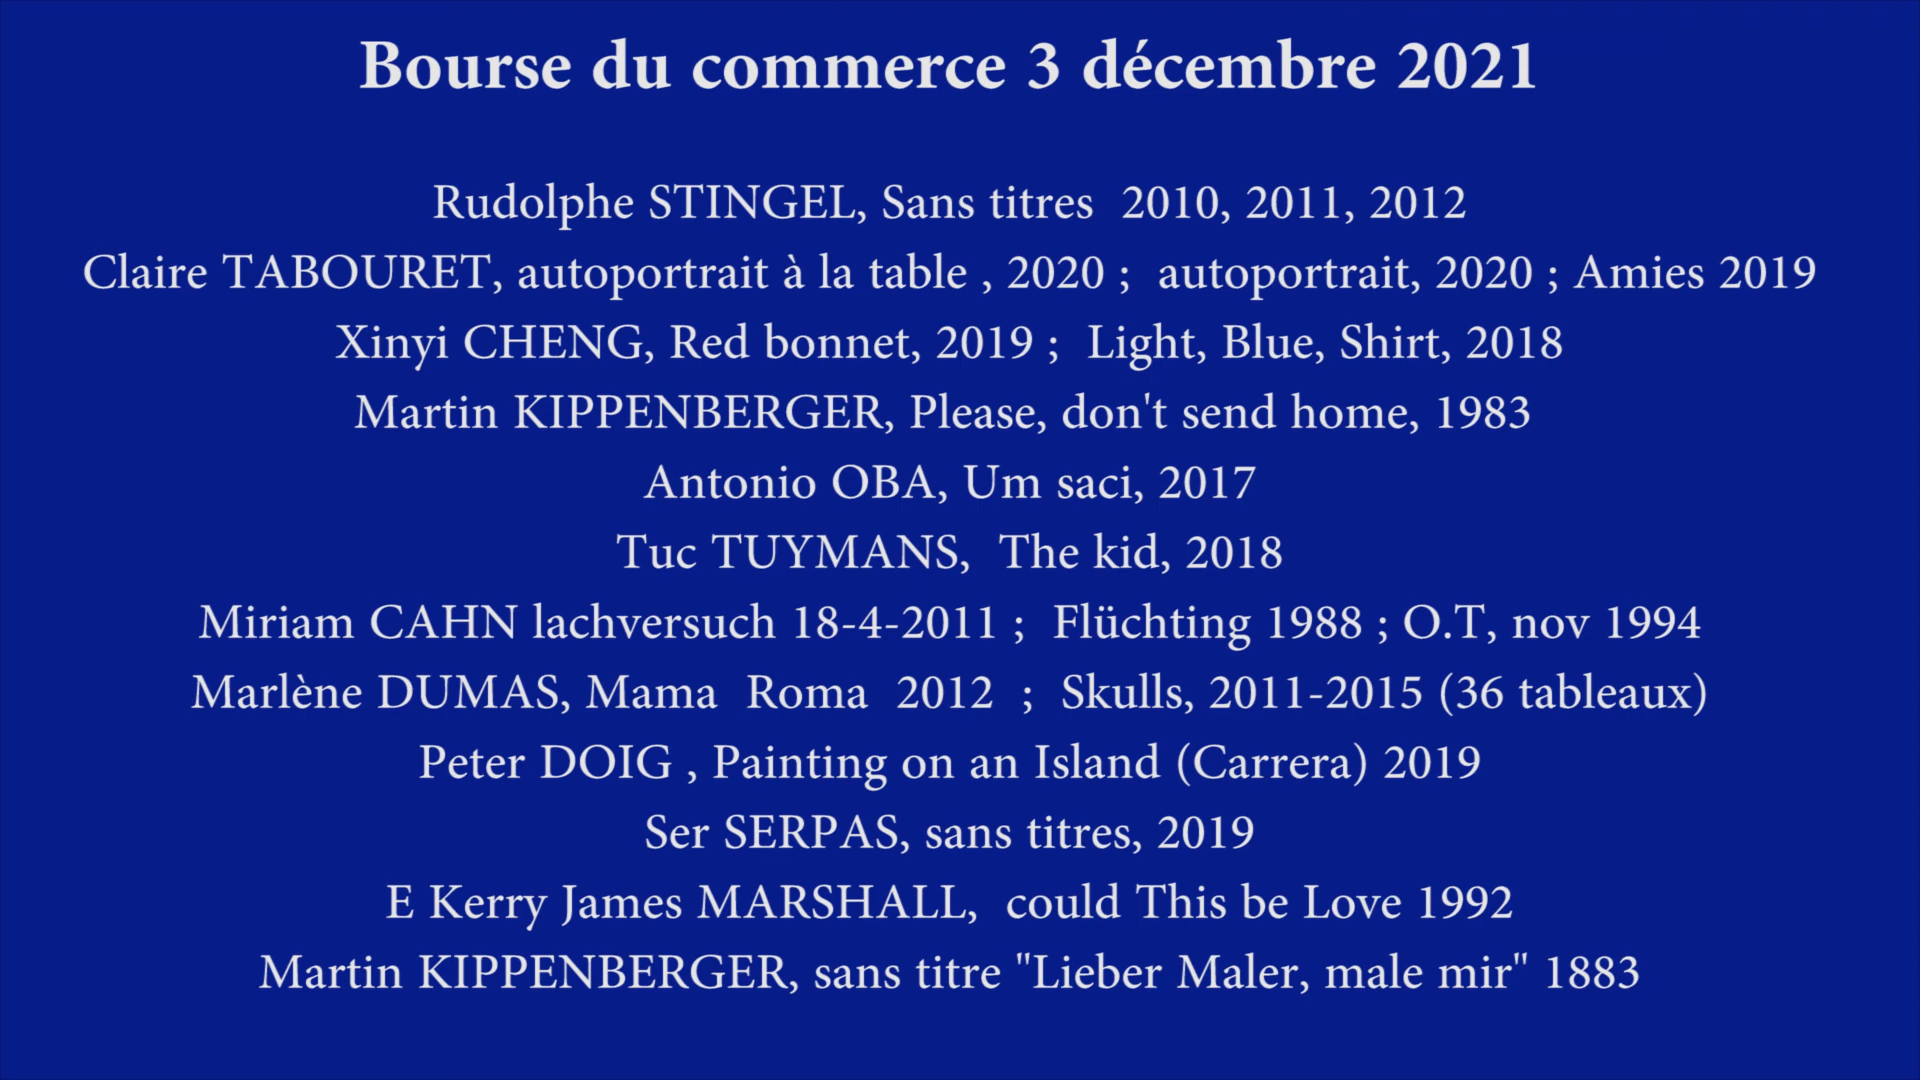 Bourse du commerce 3 décembre 2021
Rudolphe STINGEL, Sans titres 2010, 2011, 2012
Claire TABOURET, autoportrait à la table , 2020 ; autoportrait, 2020 ; Amies 2019
Xinyi CHENG, Red bonnet, 2019 ; Light, Blue, Shirt, 2018
Martin KIPPENBERGER, Please, don't send home, 1983
Antonio OBA, Um saci, 2017
Tuc TUYMANS, The kid, 2018
Miriam CAHN lachversuch 18-4-2011 ; Flüchting 1988 ; O.T, nov 1994
Marlène DUMAS, Mama Roma 2012 ; Skulls, 2011-2015 (36 tableaux)
Peter DOIG , Painting on an Island (Carrera) 2019
Ser SERPAS, sans titres, 2019
E Kerry James MARSHALL, could This be Love 1992
Martin KIPPENBERGER, sans titre "Lieber Maler, male mir" 1883